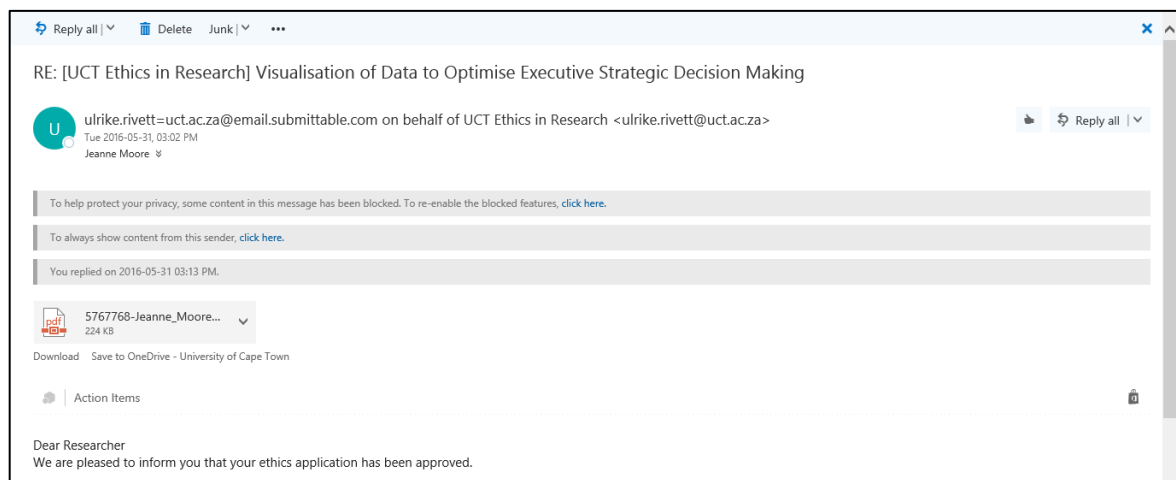 Reply all | Delete Junk | •••
RE: [UCT Ethics in Research] Visualisation of Data to Optimise Executive Strategic Decision Making
U
ulrike.rivett=uct.ac.za@email.submittable.com on behalf of UCT Ethics in Research <ulrike.rivett@uct.ac.za>
Reply all |
Tue 2016-05-31, 03:02 PM
Jeanne Moore
To help protect your privacy, some content in this message has been blocked. To re-enable the blocked features, click here.
To always show content from this sender, click here.
You replied on 2016-05-31 03:13 PM.
pdf
5767768-Jeanne_Moore...
224 KB
Download Save to OneDrive - University of Cape Town
Action Items
Dear Researcher
We are pleased to inform you that your ethics application has been approved.